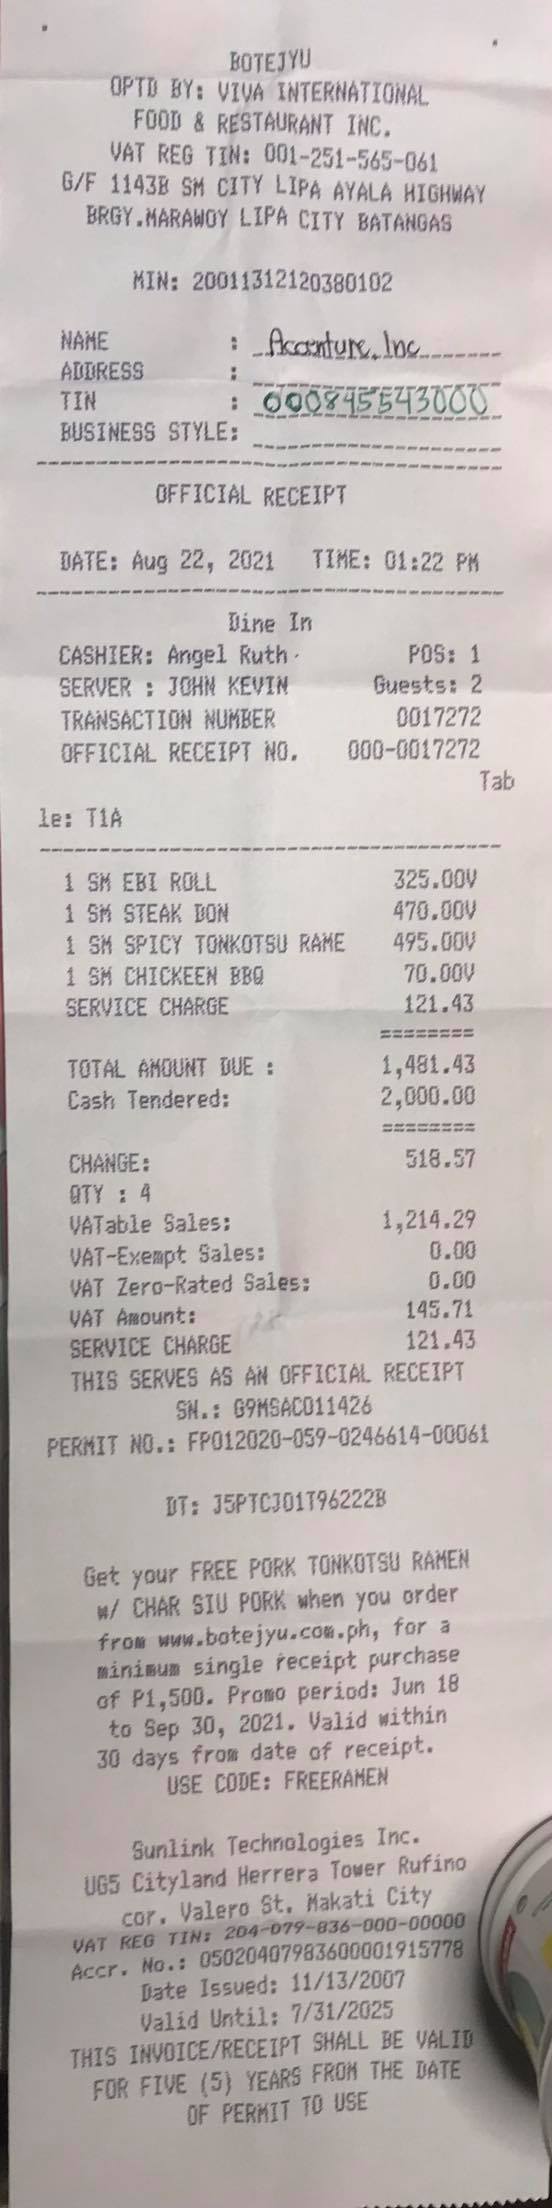 BOTEJYU
OPTD BY: VIVA INTERNATIONAL
FOOD & RESTAURANT INC.
VAT REG TIN: 001-251-565-061
G/F 1143B SM CITY LIPA AYALA HIGHWAY
BRGY.MARAWOY LIPA CITY BATANGAS
MIN: 20011312120380102
NAME : Accenture, Inc
ADDRESS :
TIN : 000845543000
BUSINESS STYLE:
OFFICIAL RECEIPT
DATE: Aug 22, 2021 TIME: 01:22 PM
Dine In
CASHIER: Angel Ruth POS: 1
SERVER : JOHN KEVIN Guests: 2
TRANSACTION NUMBER 0017272
OFFICIAL RECEIPT NO. 000-0017272
Tab
le: T1A
1 SM EBI ROLL 325.00V
1 SM STEAK DON 470.00V
1 SM SPICY TONKOTSU RAME 495.00V
1 SM CHICKEEN BBQ 70.00V
SERVICE CHARGE 121.43
========
TOTAL AMOUNT DUE : 1,481.43
Cash Tendered: 2,000.00
========
CHANGE: 518.57
QTY : 4
VATable Sales: 1,214.29
VAT-Exempt Sales: 0.00
VAT Zero-Rated Sales: 0.00
VAT Amount: 145.71
SERVICE CHARGE 121.43
THIS SERVES AS AN OFFICIAL RECEIPT
SN.: G9MSAC011426
PERMIT NO.: FP012020-059-0246614-00061
DT: J5PTCJ01T96222B
Get your FREE PORK TONKOTSU RAMEN
w/ CHAR SIU PORK when you order
from www.botejyu.com.ph, for a
minimum single receipt purchase
of P1,500. Promo period: Jun 18
to Sep 30, 2021. Valid within
30 days from date of receipt.
USE CODE: FREERAMEN
Sunlink Technologies Inc.
UG5 Cityland Herrera Tower Rufino
cor. Valero St. Makati City
VAT REG TIN: 204-079-836-000-00000
Accr. No.: 050204079836000001915778
Date Issued: 11/13/2007
Valid Until: 7/31/2025
THIS INVOICE/RECEIPT SHALL BE VALID
FOR FIVE (5) YEARS FROM THE DATE
OF PERMIT TO USE